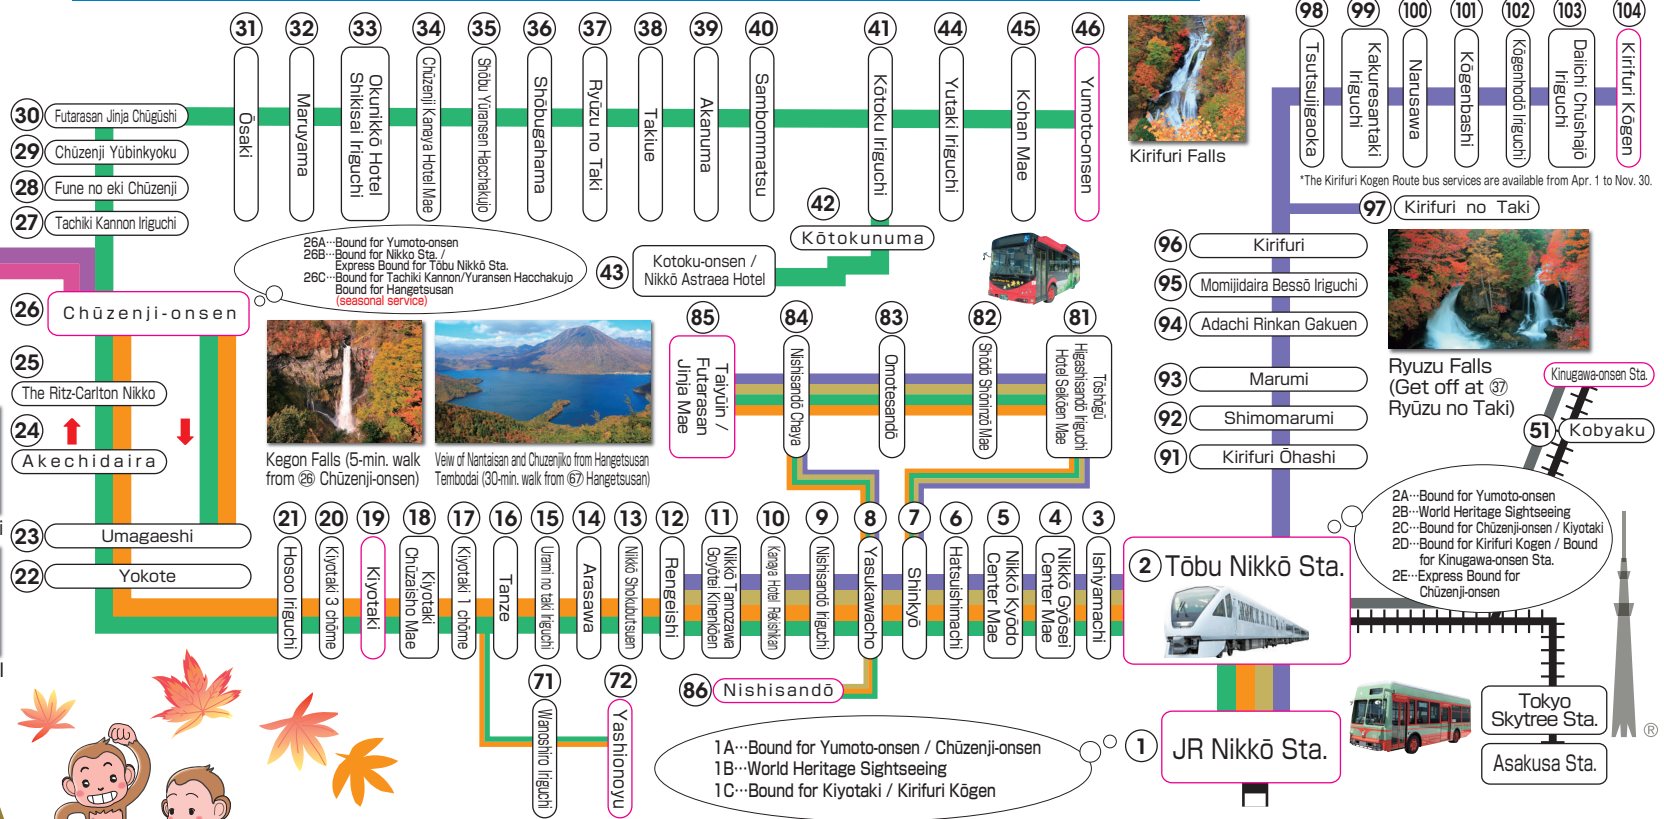 31
32
33
34
35
36
37
38
39
40
41
44
45
46
98
99
100
101
102
103
104
Ōsaki
Maruyama
Okunikkō Hotel
Shikisai Iriguchi
Chūzenji Kanaya Hotel Mae
Shōbu Yūransen Hacchakujo
Shōbugahama
Ryūzu no Taki
Takiue
Akanuma
Sambommatsu
Kōtoku Iriguchi
Yutaki Iriguchi
Kohan Mae
Yumoto-onsen
Kirifuri Falls
Tsutsujigaoka
Kakuresantaki
Iriguchi
Narusawa
Kōgenbashi
Kōgenhodō Iriguchi
Daiichi Chūshajō
Iriguchi
Kirifuri Kōgen
*The Kirifuri Kogen Route bus services are available from Apr. 1 to Nov. 30.
30 Futarasan Jinja Chūgūshi
29 Chūzenji Yūbinkyoku
28 Fune no eki Chūzenji
27 Tachiki Kannon Iriguchi
26 Chūzenji-onsen
25
The Ritz-Carlton Nikko
24
Akechidaira
23 Umagaeshi
22 Yokote
26A…Bound for Yumoto-onsen
26B…Bound for Nikko Sta. /
Express Bound for Tōbu Nikkō Sta.
26C…Bound for Tachiki Kannon/Yuransen Hacchakujo
Bound for Hangetsusan
(seasonal service)
42
Kōtokunuma
43 Kotoku-onsen /
Nikkō Astraea Hotel
97 Kirifuri no Taki
96 Kirifuri
95 Momijidaira Bessō Iriguchi
94 Adachi Rinkan Gakuen
93 Marumi
92 Shimomarumi
91 Kirifuri Ōhashi
Ryuzu Falls
(Get off at ㊲
Ryūzu no Taki)
Kinugawa-onsen Sta.
51 Kobyaku
Kegon Falls (5-min. walk
from ㉖ Chūzenji-onsen)
Veiw of Nantaisan and Chuzenjiko from Hangetsusan
Tembodai (30-min. walk from 67 Hangetsusan)
85
84
83
82
81
Taiyūin /
Futarasan
Jinja Mae
Nishisandō Chaya
Omotesandō
Shōdō Shōninzō Mae
Tōshōgū
Higashisandō Iriguchi
Hotel Seikōen Mae
2A…Bound for Yumoto-onsen
2B…World Heritage Sightseeing
2C…Bound for Chūzenji-onsen / Kiyotaki
2D…Bound for Kirifuri Kogen / Bound
for Kinugawa-onsen Sta.
2E…Express Bound for
Chūzenji-onsen
21
20
19
18
17
16
15
14
13
12
11
10
9
8
7
6
5
4
3
Hosoo Iriguchi
Kiyotaki 3 chōme
Kiyotaki
Kiyotaki
Chūzaisho Mae
Kiyotaki 1 chōme
Tanze
Urami no taki Iriguchi
Arasawa
Nikkō Shokubutsuen
Rengeishi
Nikkō Tamozawa
Goyōtei Kinenkōen
Kanaya Hotel Rekishikan
Nishisandō Iriguchi
Yasukawacho
Shinkyō
Hatsuishimachi
Nikkō Kyōdo
Center Mae
Nikkō Gyōsei
Center Mae
Ishiyamachi
2 Tōbu Nikkō Sta.
71
72
Wanoshiro Iriguchi
Yashionoyu
86 Nishisandō
1A…Bound for Yumoto-onsen / Chūzenji-onsen
1B…World Heritage Sightseeing
1C…Bound for Kiyotaki / Kirifuri Kōgen
1 JR Nikkō Sta.
Tokyo
Skytree Sta.
Asakusa Sta.
®